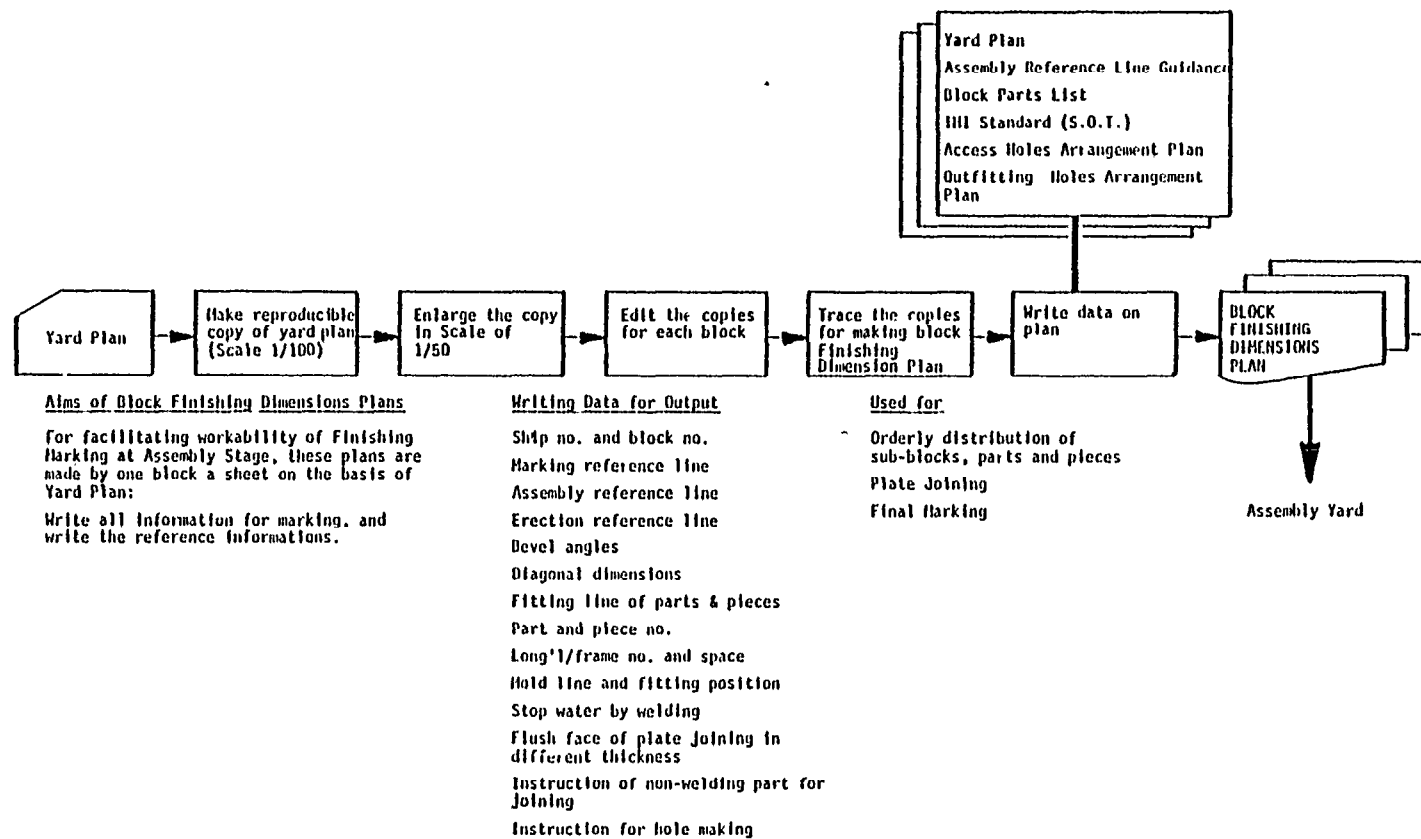 Yard Plan
Assembly Reference Line Guidance
Block Parts List
IHI Standard (S.O.T.)
Access Holes Arrangement Plan
Outfitting Holes Arrangement
Plan
Yard Plan
Make reproducible
copy of yard plan
(Scale 1/100)
Enlarge the copy
in Scale of
1/50
Edit the copies
for each block
Trace the copies
for making block
Finishing
Dimension Plan
Write data on
plan
BLOCK
FINISHING
DIMENSIONS
PLAN
Assembly Yard
Aims of Block Finishing Dimensions Plans
For facilitating workability of Finishing
Marking at Assembly Stage, these plans are
made by one block a sheet on the basis of
Yard Plan:
Write all information for marking, and
write the reference informations.
Writing Data for Output
Ship no. and block no.
Marking reference line
Assembly reference line
Erection reference line
Bevel angles
Diagonal dimensions
Fitting line of parts & pieces
Part and piece no.
Long'l/frame no. and space
Mold line and fitting position
Stop water by welding
Flush face of plate joining in
different thickness
Instruction of non-welding part for
joining
Instruction for hole making
Used for
Orderly distribution of
sub-blocks, parts and pieces
Plate Joining
Final Marking